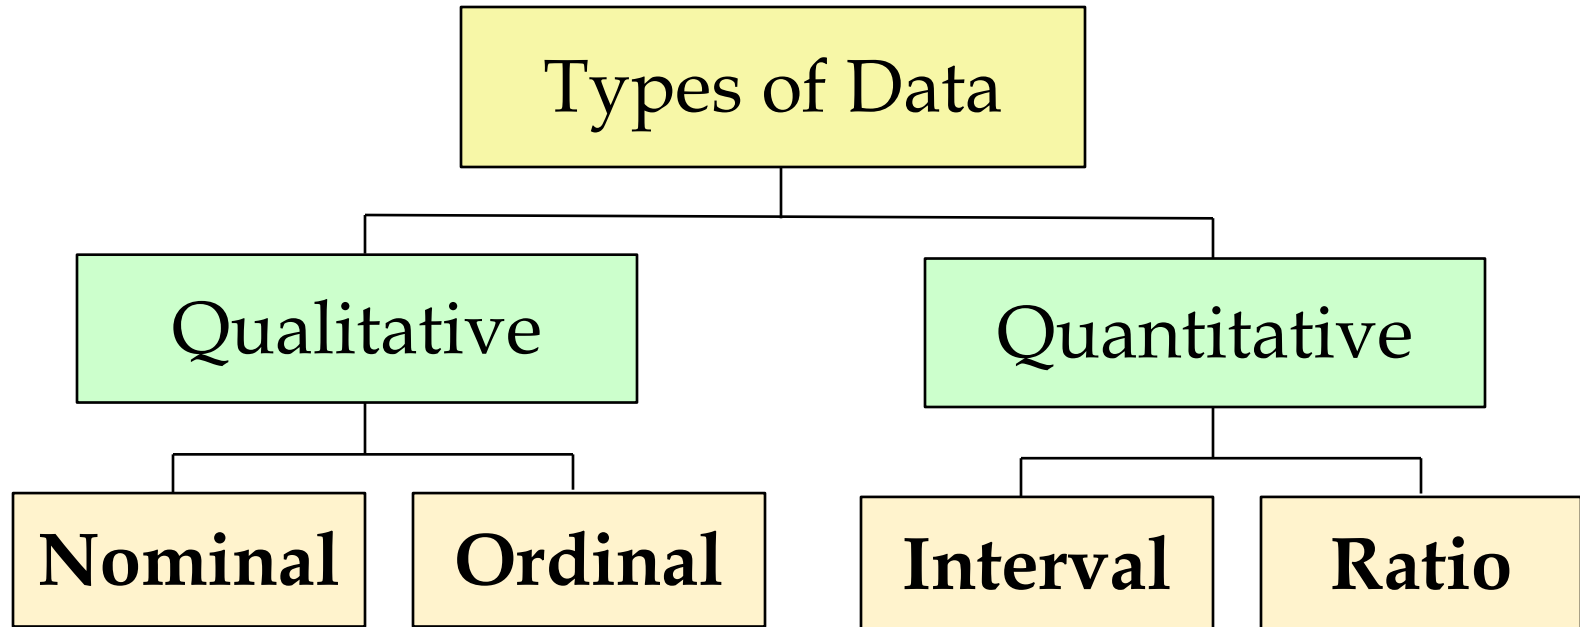 Types of Data
Qualitative
Quantitative
Nominal
Ordinal
Interval
Ratio